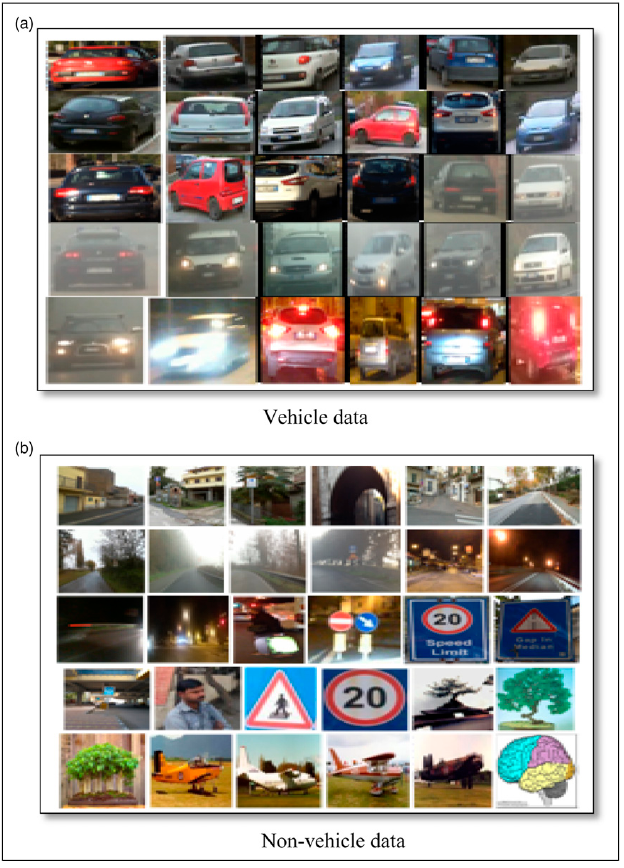 (a)
Vehicle data
(b)
20
Speed
Limit
Gap in
Median
20
Non-vehicle data